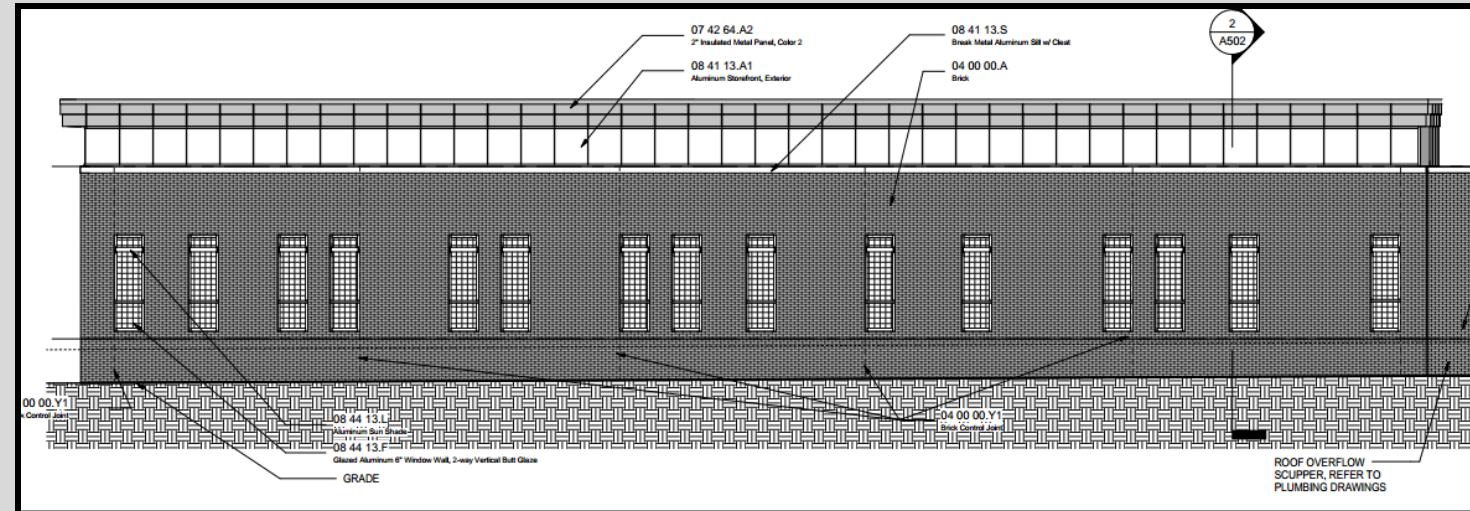 07 42 64.A2
2" Insulated Metal Panel, Color 2
08 41 13.A1
Aluminum Storefront, Exterior
08 41 13.S
Break Metal Aluminum Sill w/ Cleat
04 00 00.A
Brick
2
A502
00 00.Y1
Control Joint
08 44 13.L
Aluminum Sun Shade
08 44 13.F
Glazed Aluminum 6" Window Wall, 2-way Vertical Butt Glaze
GRADE
04 00 00.Y1
Brick Control Joint
ROOF OVERFLOW
SCUPPER, REFER TO
PLUMBING DRAWINGS